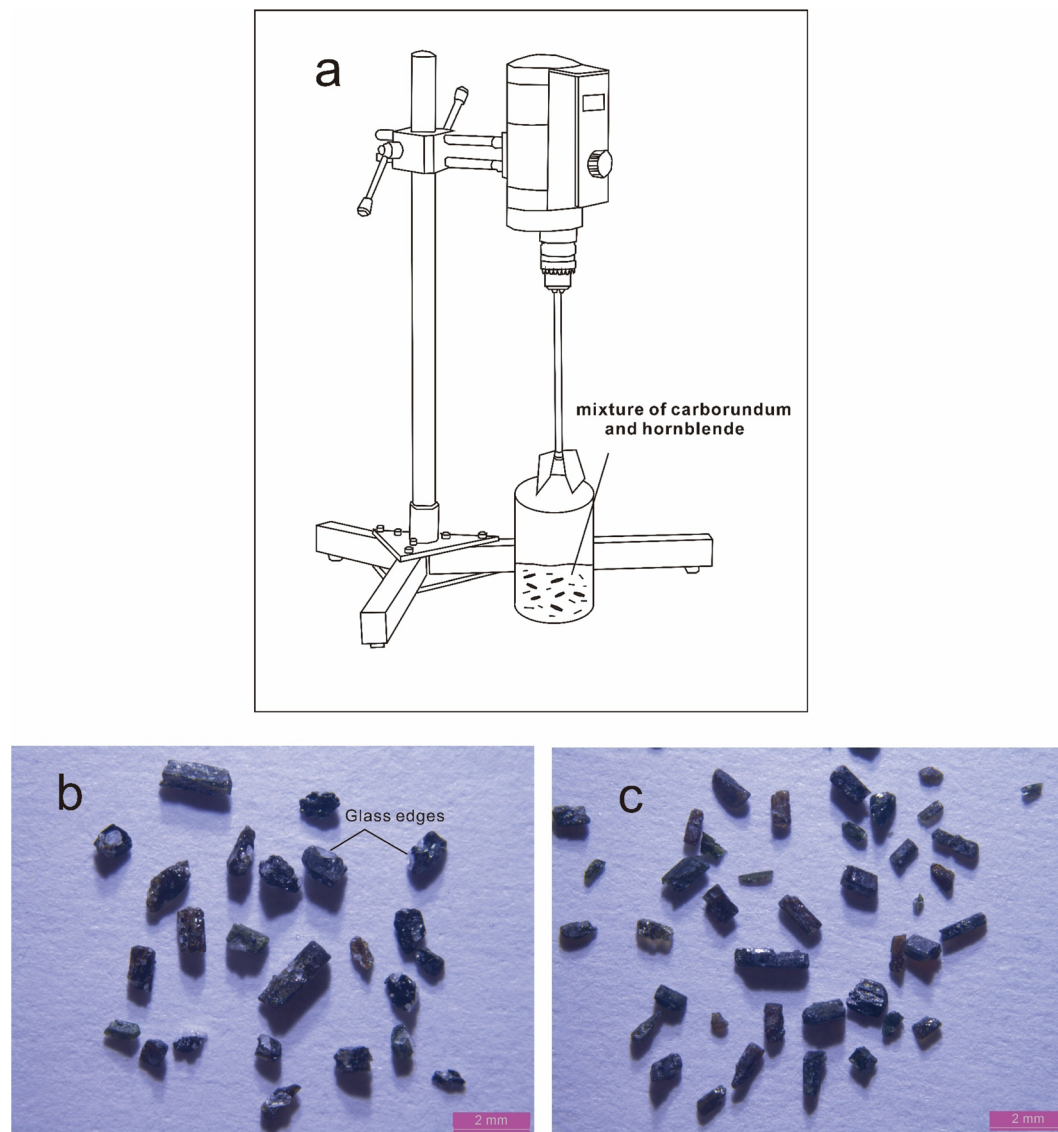 a
mixture of carborundum
and hornblende
b
Glass edges
2 mm
c
2 mm